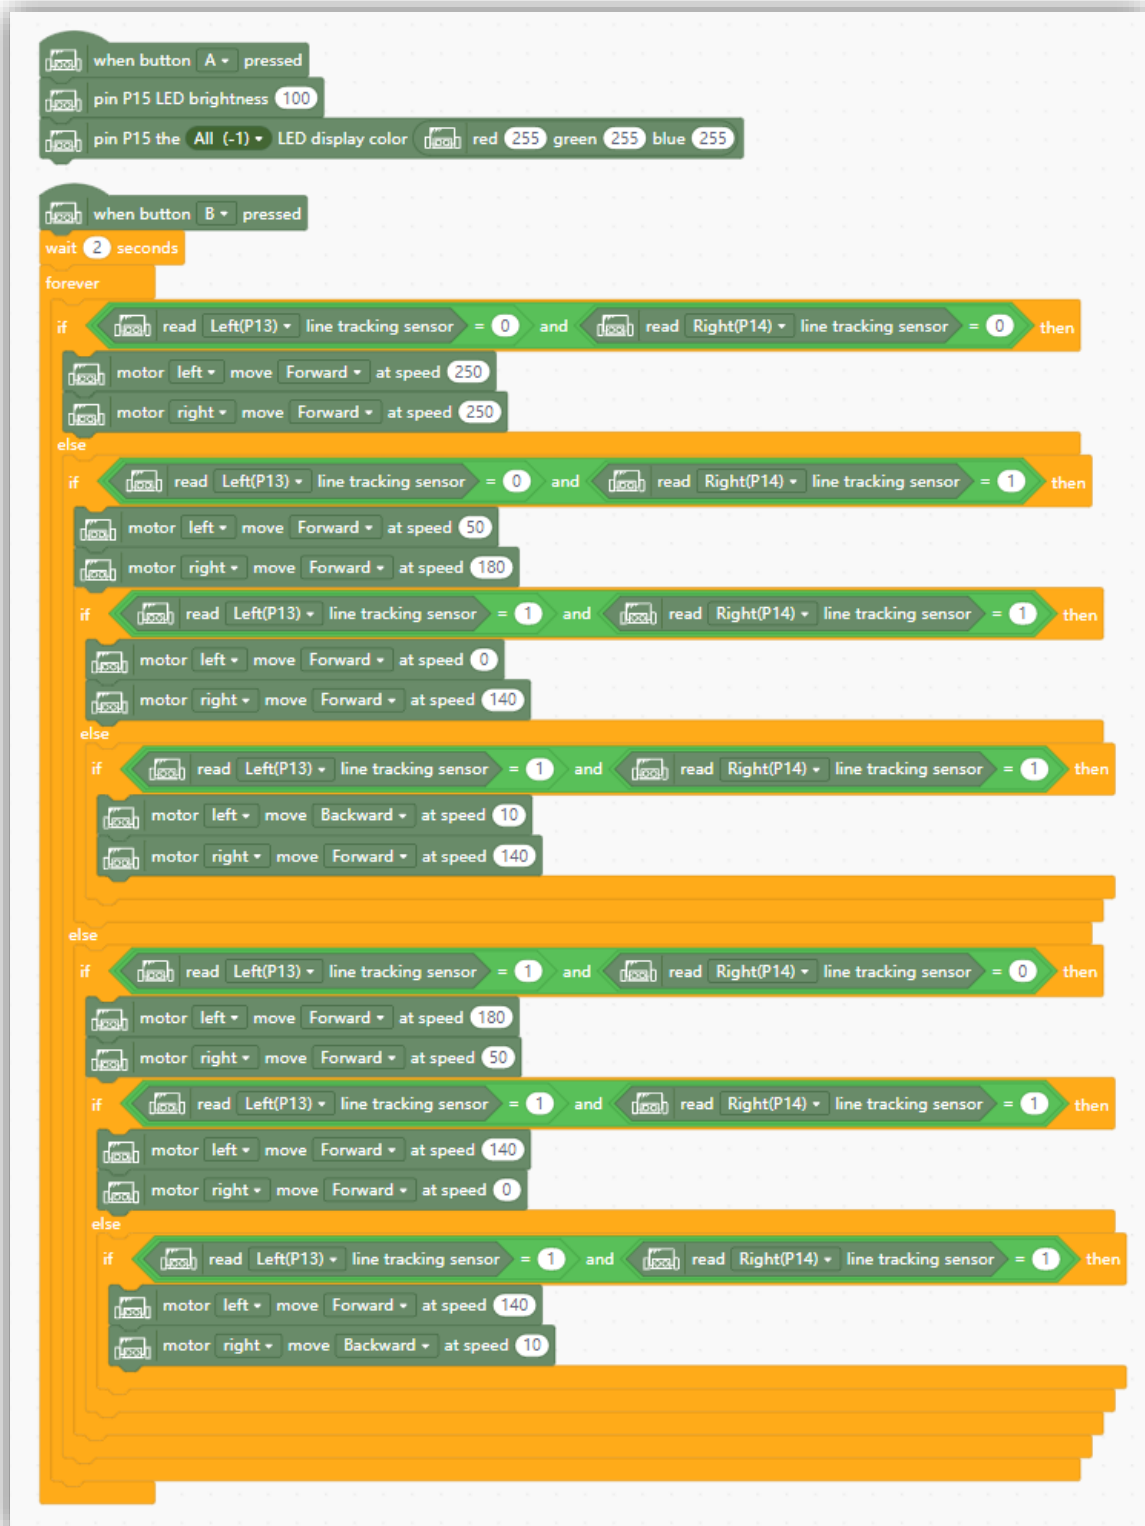 when button A pressed
pin P15 LED brightness 100
pin P15 the All (-1) LED display color red 255 green 255 blue 255
when button B pressed
wait 2 seconds
forever
if read Left(P13) line tracking sensor = 0 and read Right(P14) line tracking sensor = 0 then
motor left move Forward at speed 250
motor right move Forward at speed 250
else
if read Left(P13) line tracking sensor = 0 and read Right(P14) line tracking sensor = 1 then
motor left move Forward at speed 50
motor right move Forward at speed 180
if read Left(P13) line tracking sensor = 1 and read Right(P14) line tracking sensor = 1 then
motor left move Forward at speed 0
motor right move Forward at speed 140
else
if read Left(P13) line tracking sensor = 1 and read Right(P14) line tracking sensor = 1 then
motor left move Backward at speed 10
motor right move Forward at speed 140
else
if read Left(P13) line tracking sensor = 1 and read Right(P14) line tracking sensor = 0 then
motor left move Forward at speed 180
motor right move Forward at speed 50
if read Left(P13) line tracking sensor = 1 and read Right(P14) line tracking sensor = 1 then
motor left move Forward at speed 140
motor right move Forward at speed 0
else
if read Left(P13) line tracking sensor = 1 and read Right(P14) line tracking sensor = 1 then
motor left move Forward at speed 140
motor right move Backward at speed 10